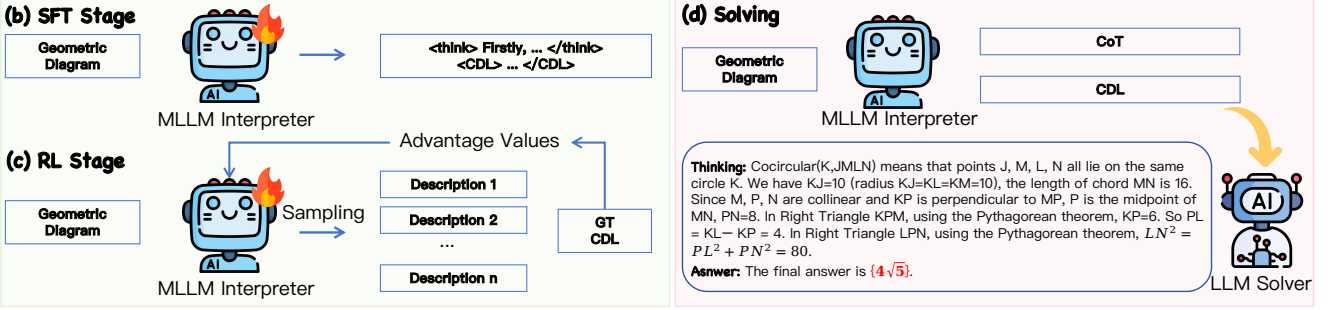 (b) SFT Stage
Geometric
Diagram
AI
MLLM Interpreter
<think> Firstly, ... </think>
<CDL> ... </CDL>
(c) RL Stage
Advantage Values
Geometric
Diagram
AI
MLLM Interpreter
Sampling
Description 1
Description 2
...
Description n
GT
CDL
(d) Solving
Geometric
Diagram
AI
MLLM Interpreter
CoT
CDL
Thinking: Cocircular(K,JMLN) means that points J, M, L, N all lie on the same
circle K. We have KJ=10 (radius KJ=KL=KM=10), the length of chord MN is 16.
Since M, P, N are collinear and KP is perpendicular to MP, P is the midpoint of
MN, PN=8. In Right Triangle KPM, using the Pythagorean theorem, KP=6. So PL
= KL− KP = 4. In Right Triangle LPN, using the Pythagorean theorem, LN² =
PL² + PN² = 80.
Asnwer: The final answer is {4√5}.
AI
LLM Solver